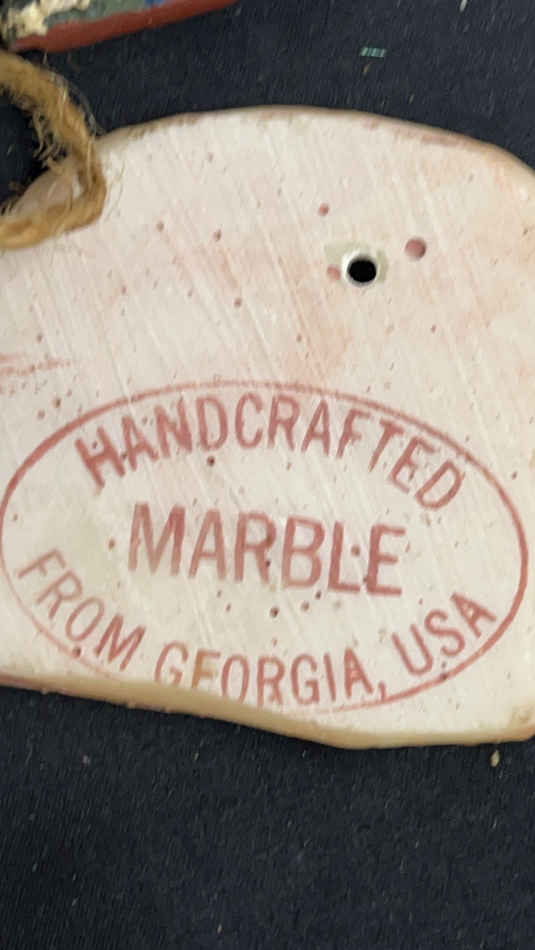 HANDCRAFTED
MARBLE
FROM GEORGIA, USA